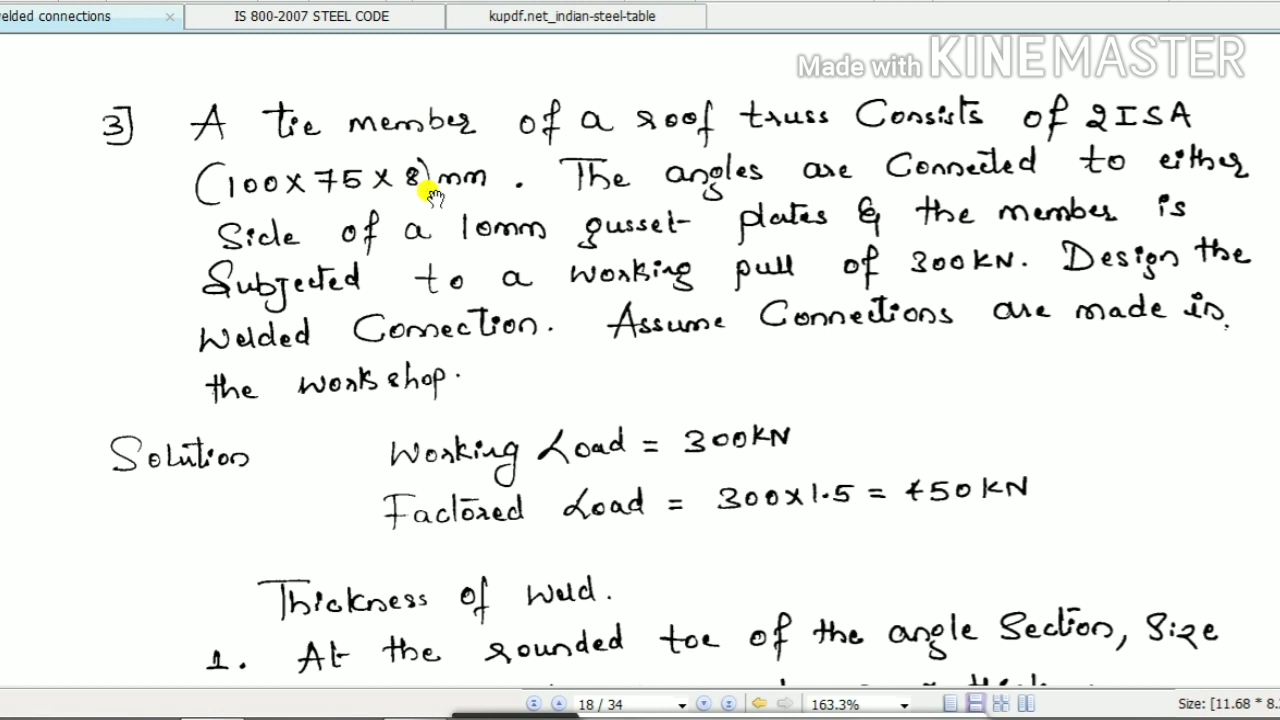 welded connections
IS 800-2007 STEEL CODE
kupdf.net_indian-steel-table
Made with KINEMASTER
3] A tie member of a roof truss Consists of 2ISA
(100 x 75 x 8) mm . The angles are Connected to either
Side of a 10mm gusset plates & the member is
Subjected to a working pull of 300KN. Design the
Welded Connection. Assume Connections are made in
the workshop.
Solution Working Load = 300KN
Factored Load = 300x1.5 = 450KN
Thickness of Weld.
1. At the rounded toe of the angle Section, Size
18 / 34
163.3%
Size: [11.68 * 8.